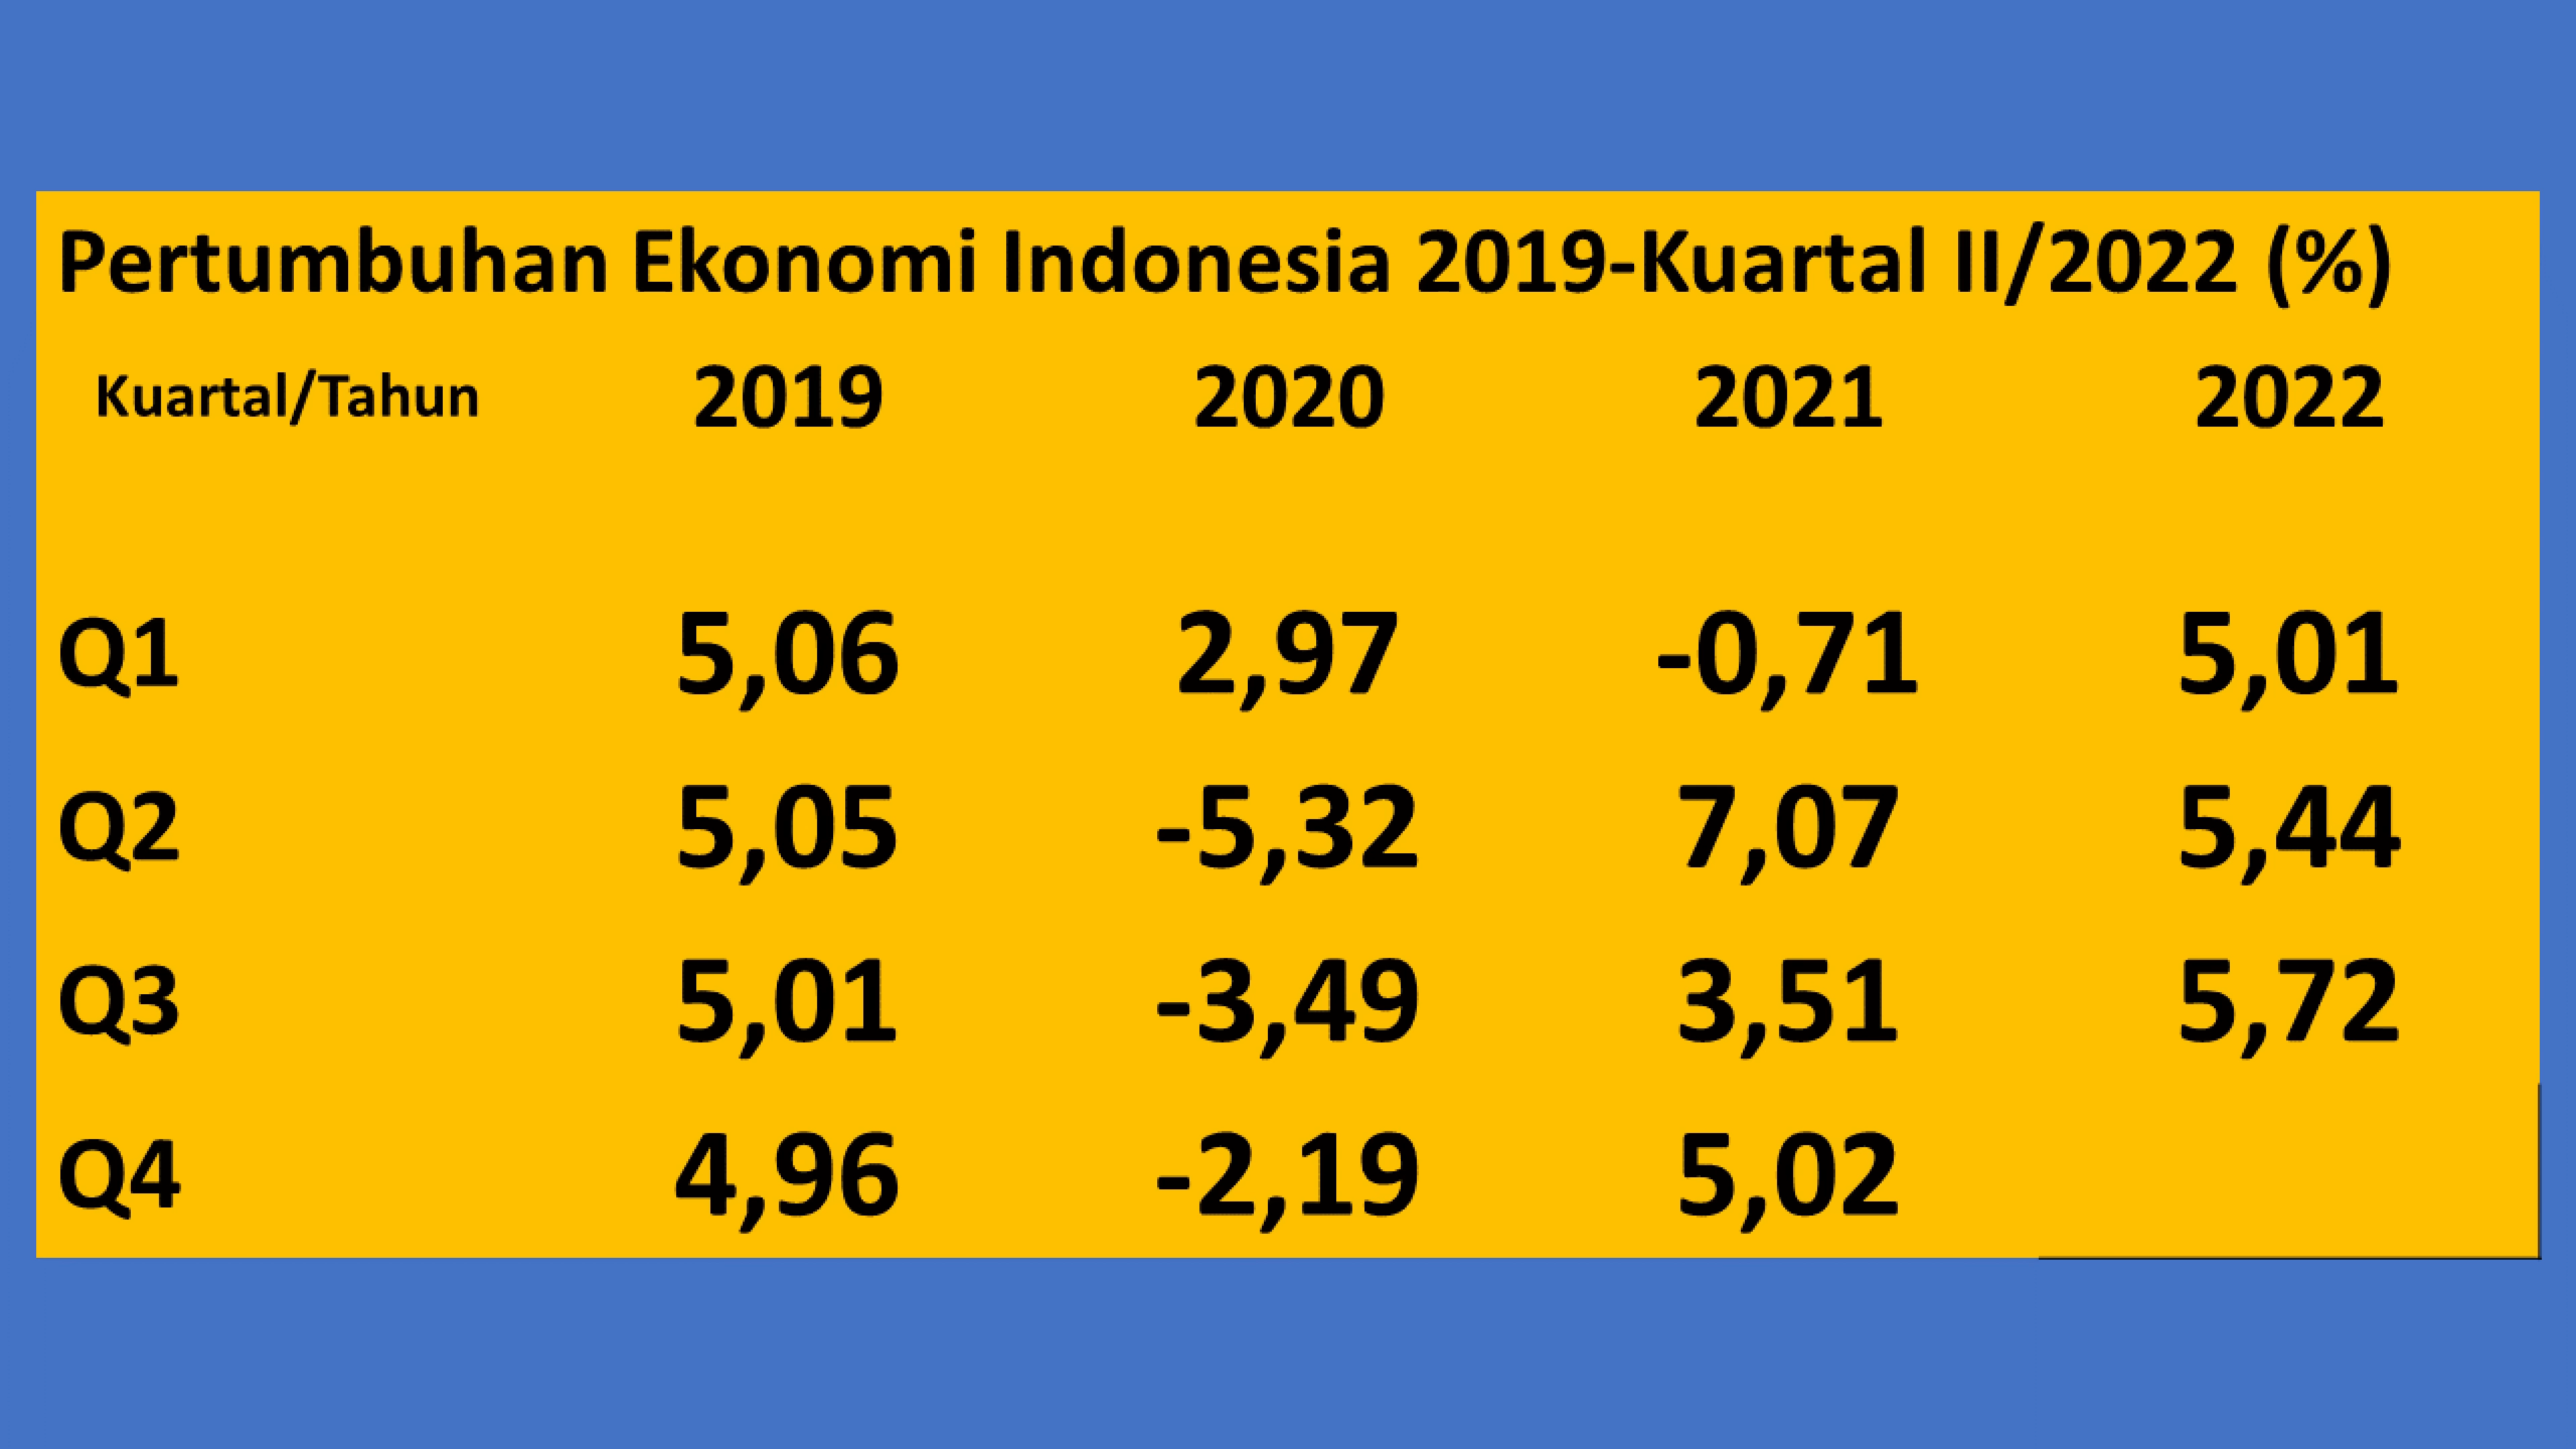 Pertumbuhan Ekonomi Indonesia 2019-Kuartal II/2022 (%)
Kuartal/Tahun 2019 2020 2021 2022
Q1 5,06 2,97 -0,71 5,01
Q2 5,05 -5,32 7,07 5,44
Q3 5,01 -3,49 3,51 5,72
Q4 4,96 -2,19 5,02